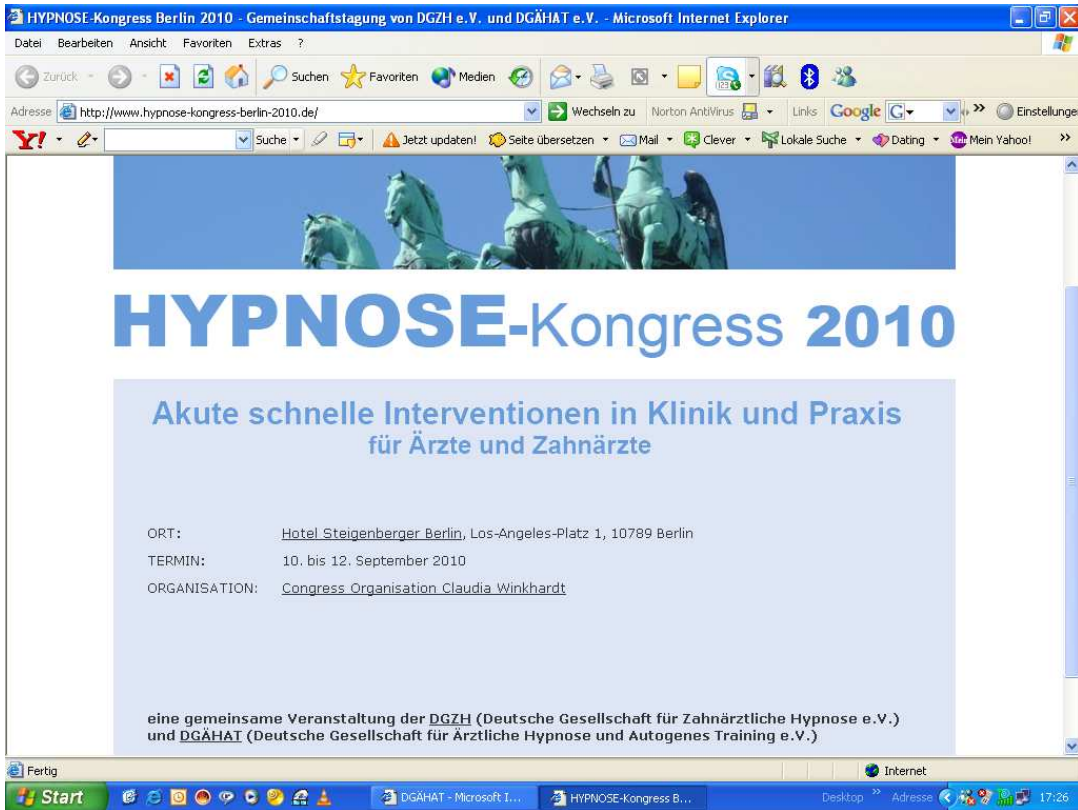 HYPNOSE-Kongress Berlin 2010 - Gemeinschaftstagung von DGZH e.V. und DGÄHAT e.V. - Microsoft Internet Explorer
Datei Bearbeiten Ansicht Favoriten Extras ?
Zurück Suchen Favoriten Medien
Adresse http://www.hypnose-kongress-berlin-2010.de/ Wechseln zu Norton AntiVirus Links Google G Einstellunge
Y! Suche Jetzt updaten! Seite übersetzen Mail Clever Lokale Suche Dating Mein Yahoo!
HYPNOSE-Kongress 2010
Akute schnelle Interventionen in Klinik und Praxis
für Ärzte und Zahnärzte
ORT: Hotel Steigenberger Berlin, Los-Angeles-Platz 1, 10789 Berlin
TERMIN: 10. bis 12. September 2010
ORGANISATION: Congress Organisation Claudia Winkhardt
eine gemeinsame Veranstaltung der DGZH (Deutsche Gesellschaft für Zahnärztliche Hypnose e.V.)
und DGÄHAT (Deutsche Gesellschaft für Ärztliche Hypnose und Autogenes Training e.V.)
Fertig Internet
Start DGÄHAT - Microsoft I... HYPNOSE-Kongress B... Desktop Adresse 17:26